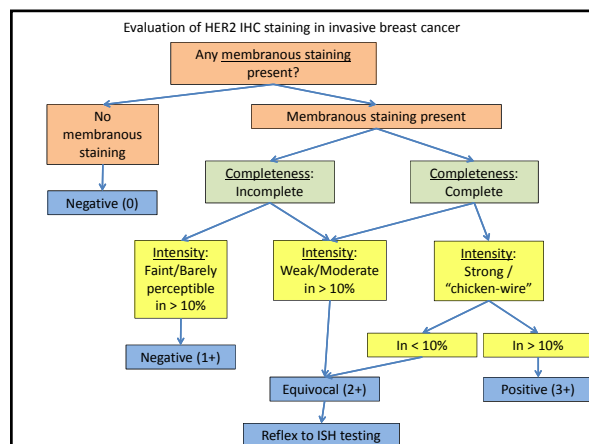 Evaluation of HER2 IHC staining in invasive breast cancer
Any membranous staining
present?
No
membranous
staining
Membranous staining present
Negative (0)
Completeness:
Incomplete
Completeness:
Complete
Intensity:
Faint/Barely
perceptible
in > 10%
Intensity:
Weak/Moderate
in > 10%
Intensity:
Strong /
“chicken-wire”
In < 10%
In > 10%
Negative (1+)
Equivocal (2+)
Positive (3+)
Reflex to ISH testing